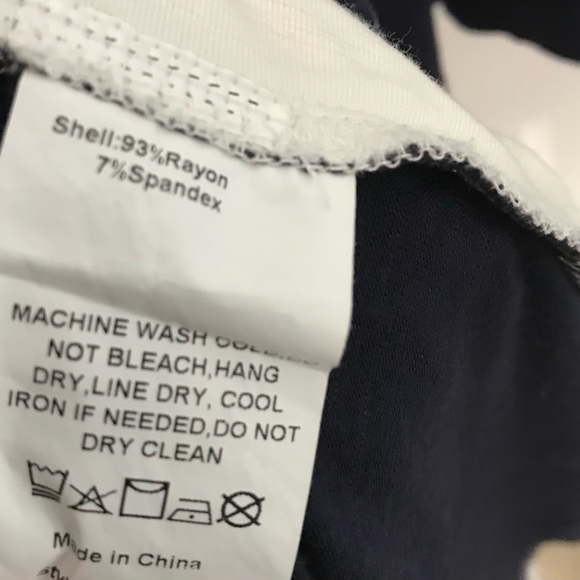 Shell:93%Rayon
7%Spandex
MACHINE WASH
NOT BLEACH,HANG
DRY,LINE DRY, COOL
IRON IF NEEDED,DO NOT
DRY CLEAN
Made in China